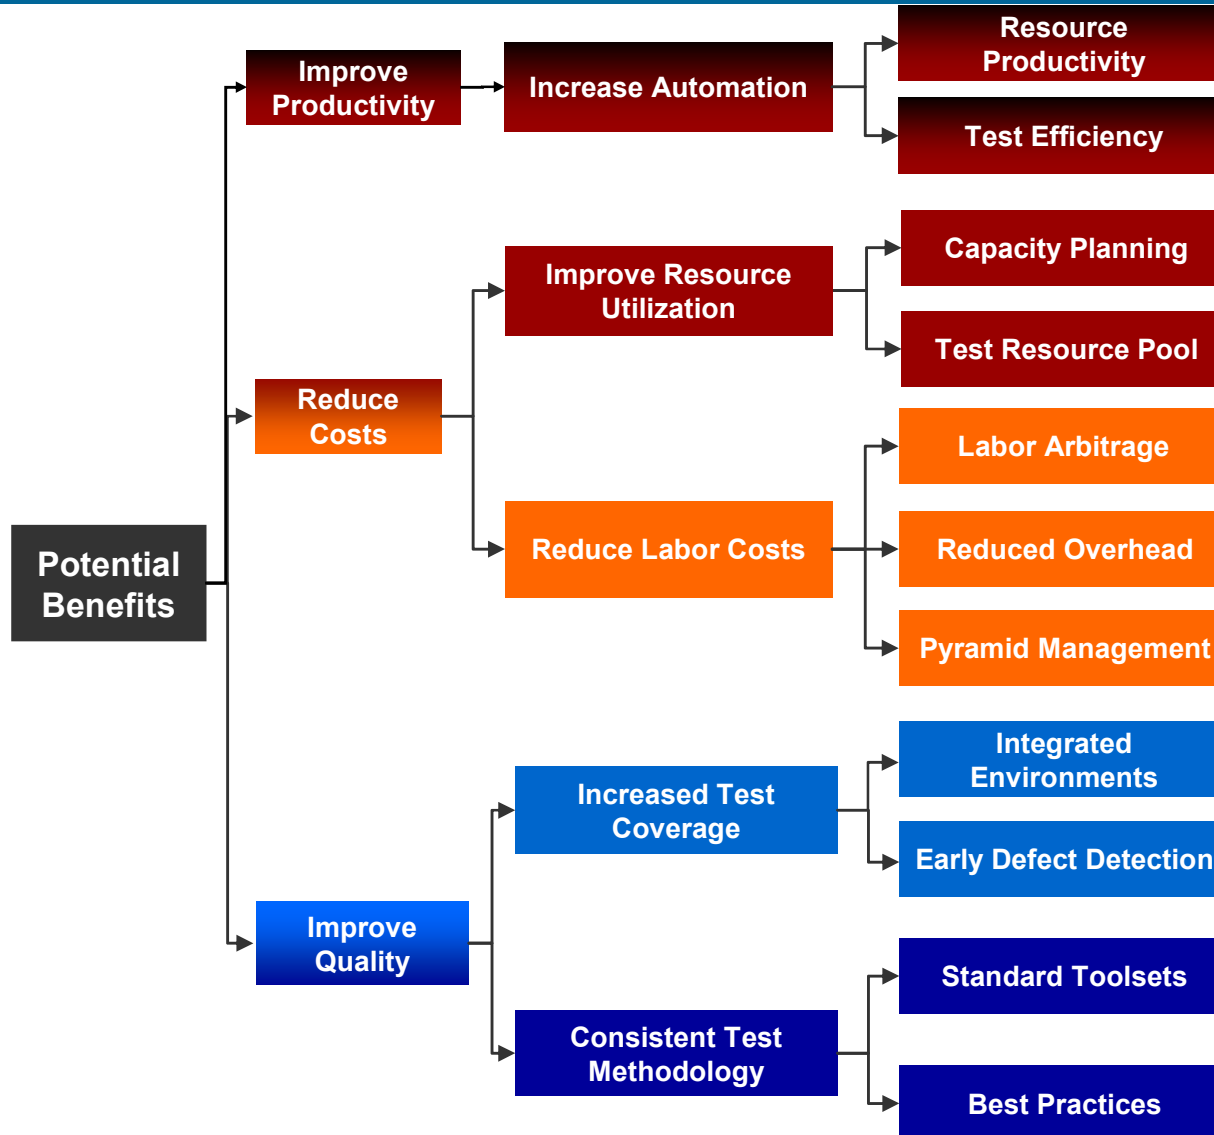 Resource
Productivity
Improve
Productivity
Increase Automation
Test Efficiency
Capacity Planning
Improve Resource
Utilization
Test Resource Pool
Reduce
Costs
Labor Arbitrage
Reduce Labor Costs
Reduced Overhead
Potential
Benefits
Pyramid Management
Integrated
Environments
Increased Test
Coverage
Early Defect Detection
Improve
Quality
Standard Toolsets
Consistent Test
Methodology
Best Practices